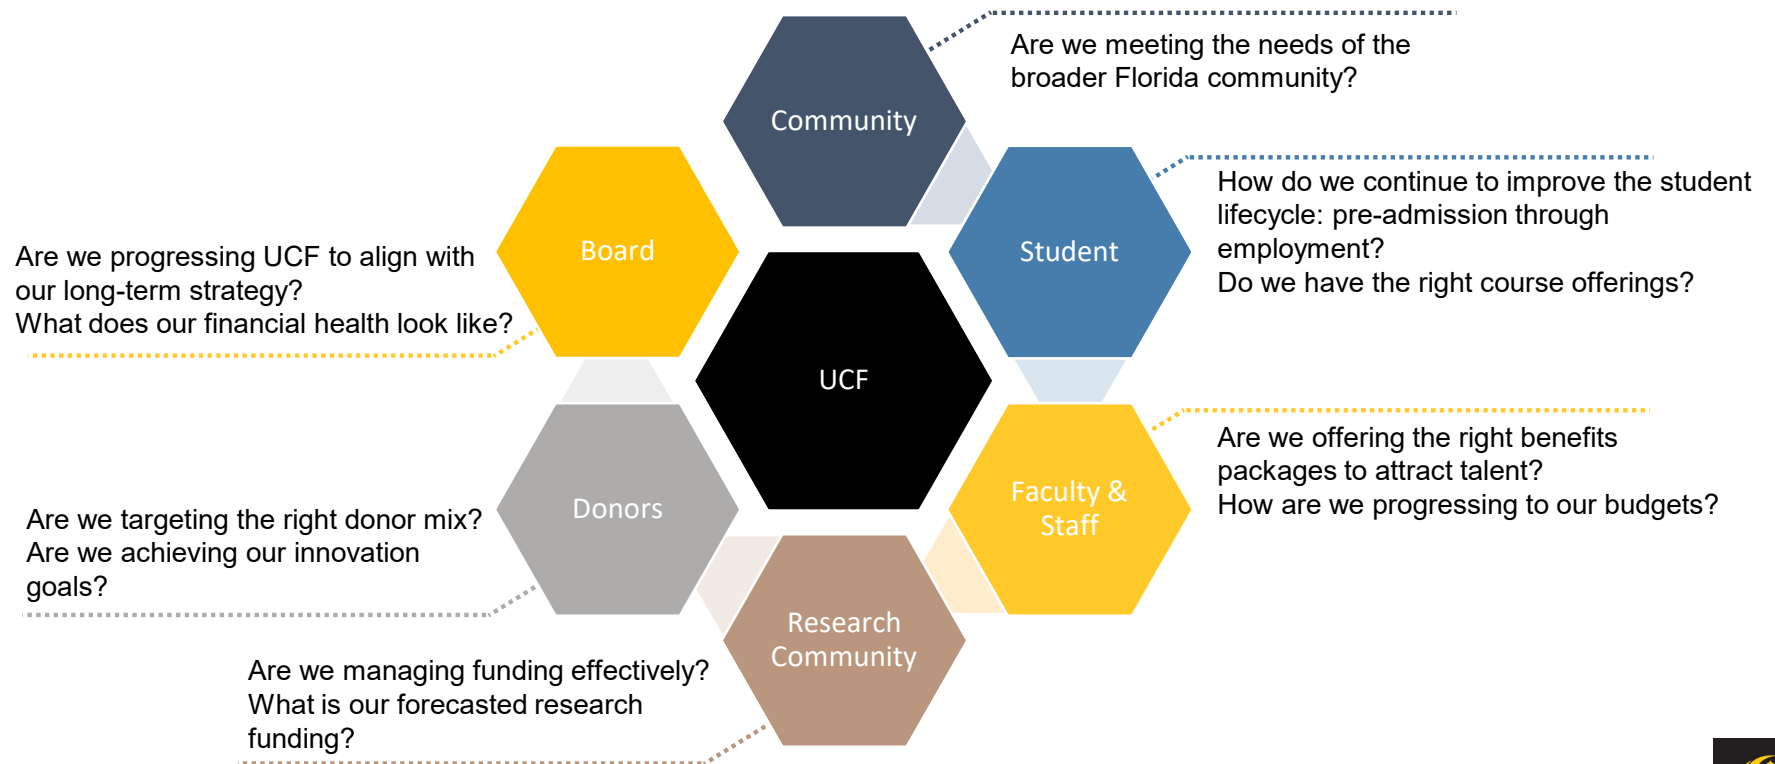 Community
Are we meeting the needs of the
broader Florida community?
Student
How do we continue to improve the student
lifecycle: pre-admission through
employment?
Do we have the right course offerings?
Board
Are we progressing UCF to align with
our long-term strategy?
What does our financial health look like?
UCF
Faculty &
Staff
Are we offering the right benefits
packages to attract talent?
How are we progressing to our budgets?
Donors
Are we targeting the right donor mix?
Are we achieving our innovation
goals?
Research
Community
Are we managing funding effectively?
What is our forecasted research
funding?